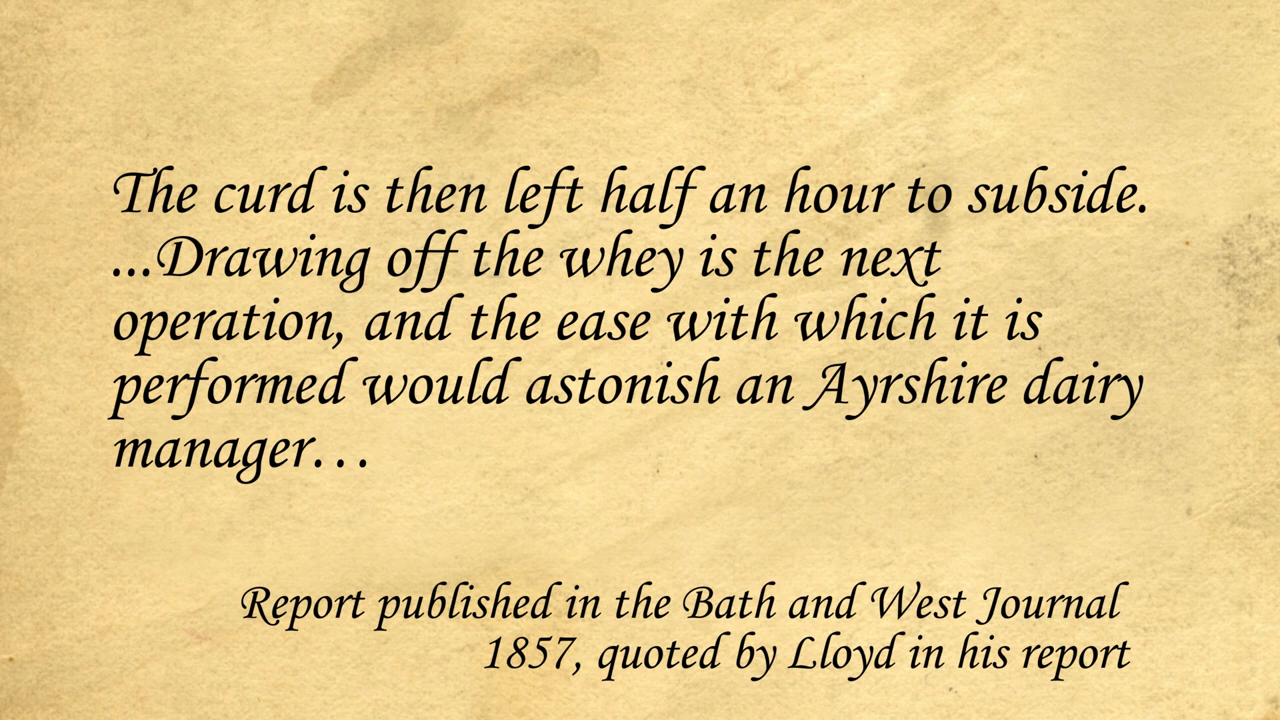 The curd is then left half an hour to subside.
...Drawing off the whey is the next
operation, and the ease with which it is
performed would astonish an Ayrshire dairy
manager...
Report published in the Bath and West Journal
1857, quoted by Lloyd in his report